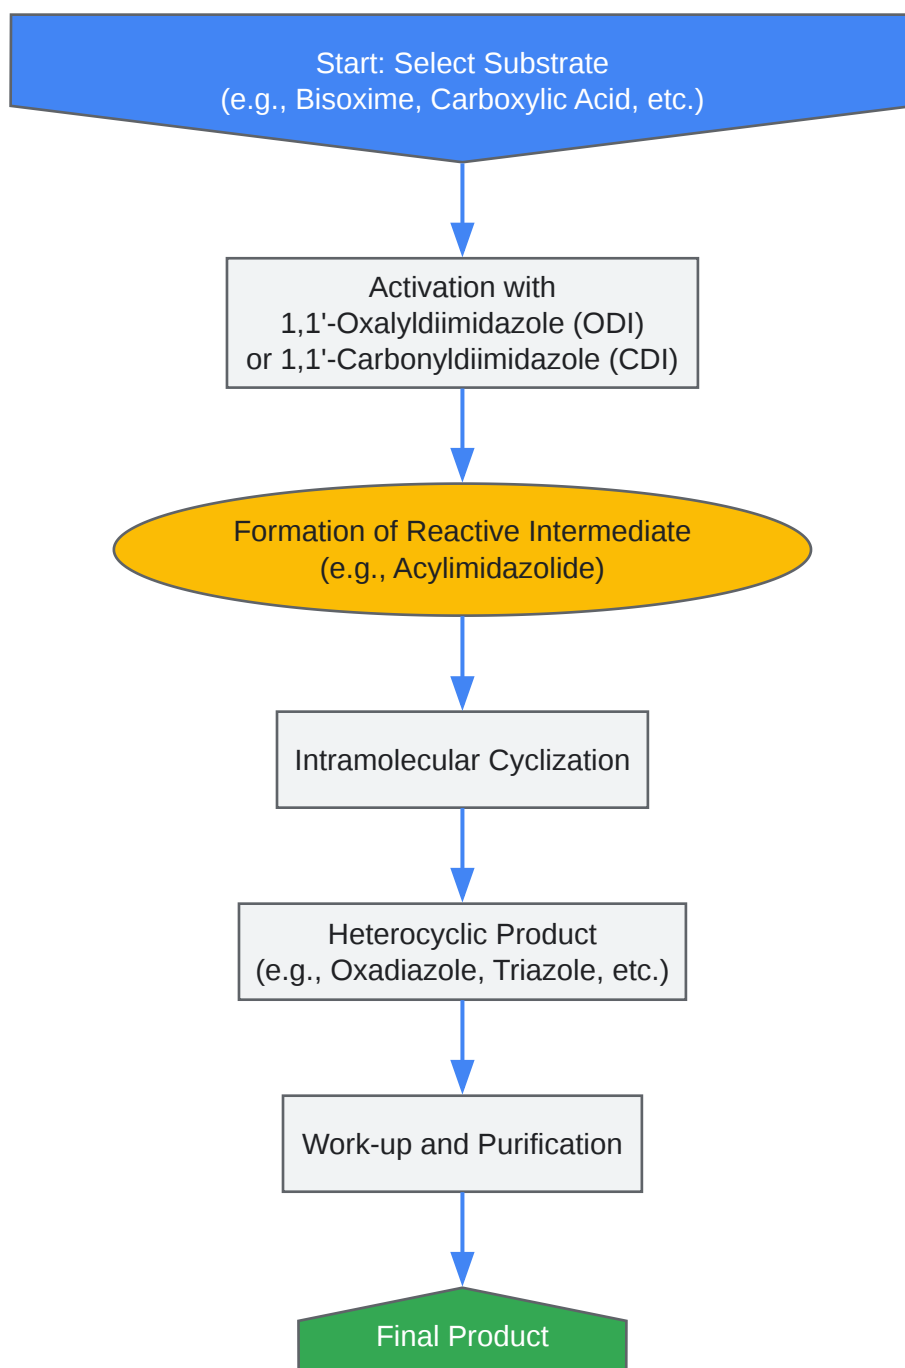 Start: Select Substrate
(e.g., Bisoxime, Carboxylic Acid, etc.)
Activation with
1,1'-Oxalyldiimidazole (ODI)
or 1,1'-Carbonyldiimidazole (CDI)
Formation of Reactive Intermediate
(e.g., Acylimidazolide)
Intramolecular Cyclization
Heterocyclic Product
(e.g., Oxadiazole, Triazole, etc.)
Work-up and Purification
Final Product